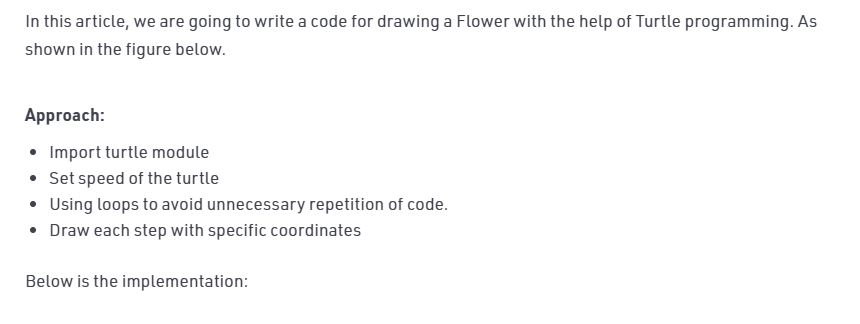 In this article, we are going to write a code for drawing a Flower with the help of Turtle programming. As
shown in the figure below.
Approach:
• Import turtle module
• Set speed of the turtle
• Using loops to avoid unnecessary repetition of code.
• Draw each step with specific coordinates
Below is the implementation: